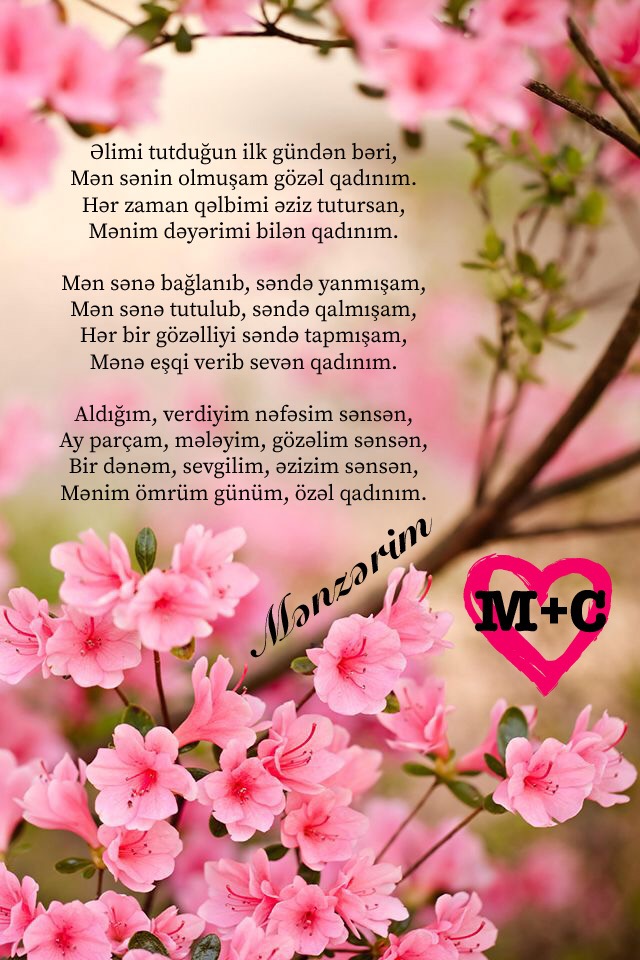 Əlimi tutduğun ilk gündən bəri,
Mən sənin olmuşam gözəl qadınım.
Hər zaman qəlbimi əziz tutursan,
Mənim dəyərimi bilən qadınım.
Mən sənə bağlanıb, səndə yanmışam,
Mən sənə tutulub, səndə qalmışam,
Hər bir gözəlliyi səndə tapmışam,
Mənə eşqi verib sevən qadınım.
Aldığım, verdiyim nəfəsim sənsən,
Ay parçam, mələyim, gözəlim sənsən,
Bir dənəm, sevgilim, əzizim sənsən,
Mənim ömrüm günüm, özəl qadınım.
Mənzərim
M+C